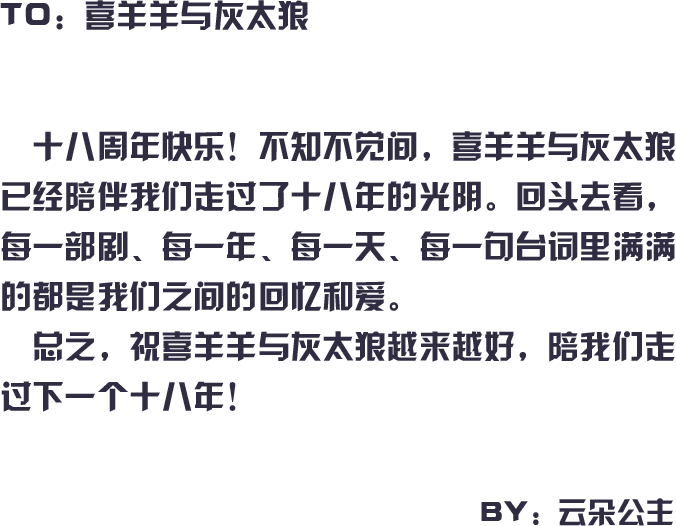 TO：喜羊羊与灰太狼
十八周年快乐！不知不觉间，喜羊羊与灰太狼
已经陪伴我们走过了十八年的光阴。回头去看，
每一部剧、每一年、每一天、每一句台词里满满
的都是我们之间的回忆和爱。
总之，祝喜羊羊与灰太狼越来越好，陪我们走
过下一个十八年！
BY：云朵公主